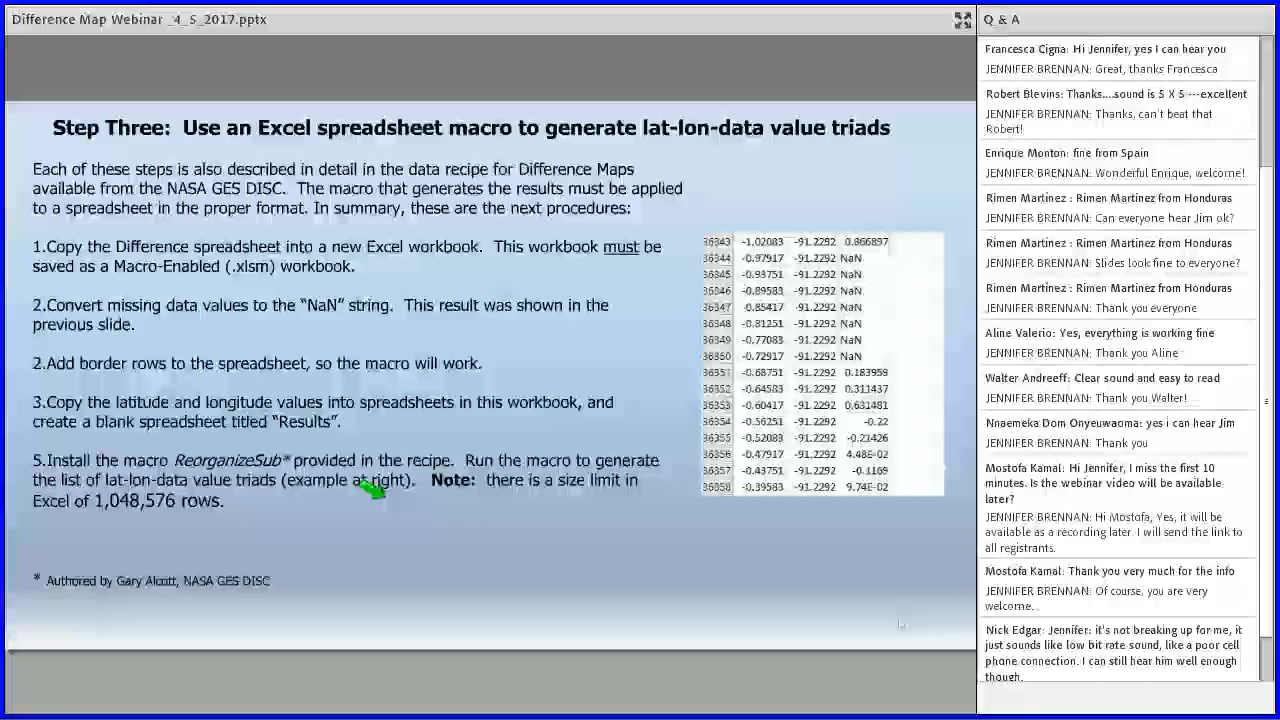 Difference Map Webinar _4_5_2017.pptx
Step Three: Use an Excel spreadsheet macro to generate lat-lon-data value triads
Each of these steps is also described in detail in the data recipe for Difference Maps
available from the NASA GES DISC. The macro that generates the results must be applied
to a spreadsheet in the proper format. In summary, these are the next procedures:
1.Copy the Difference spreadsheet into a new Excel workbook. This workbook must be
saved as a Macro-Enabled (.xlsm) workbook.
2.Convert missing data values to the “NaN” string. This result was shown in the
previous slide.
2.Add border rows to the spreadsheet, so the macro will work.
3.Copy the latitude and longitude values into spreadsheets in this workbook, and
create a blank spreadsheet titled “Results”.
5.Install the macro ReorganizeSub* provided in the recipe. Run the macro to generate
the list of lat-lon-data value triads (example at right). Note: there is a size limit in
Excel of 1,048,576 rows.
* Authored by Gary Alcott, NASA GES DISC
36343 -1.02083 -91.2292 0.866897
36344 -0.97917 -91.2292 NaN
36345 -0.93751 -91.2292 NaN
36346 -0.89583 -91.2292 NaN
36347 -0.85417 -91.2292 NaN
36348 -0.81251 -91.2292 NaN
36349 -0.77083 -91.2292 NaN
36350 -0.72917 -91.2292 NaN
36351 -0.68751 -91.2292 0.183959
36352 -0.64583 -91.2292 0.311437
36353 -0.60417 -91.2292 0.631481
36354 -0.56251 -91.2292 -0.22
36355 -0.52083 -91.2292 -0.21426
36356 -0.47917 -91.2292 4.48E-02
36357 -0.43751 -91.2292 -0.1169
36358 -0.39583 -91.2292 9.74E-02
Q & A
Francesca Cigna: Hi Jennifer, yes I can hear you
JENNIFER BRENNAN: Great, thanks Francesca
Robert Blevins: Thanks....sound is 5 X 5 ---excellent
JENNIFER BRENNAN: Thanks, can't beat that
Robert!
Enrique Monton: fine from Spain
JENNIFER BRENNAN: Wonderful Enrique, welcome!
Rimen Martinez : Rimen Martinez from Honduras
JENNIFER BRENNAN: Can everyone hear Jim ok?
Rimen Martinez : Rimen Martinez from Honduras
JENNIFER BRENNAN: Slides look fine to everyone?
Rimen Martinez : Rimen Martinez from Honduras
JENNIFER BRENNAN: Thank you everyone
Aline Valerio: Yes, everything is working fine
JENNIFER BRENNAN: Thank you Aline
Walter Andreeff: Clear sound and easy to read
JENNIFER BRENNAN: Thank you Walter!
Nnaemeka Dom Onyeuwaoma: yes i can hear Jim
JENNIFER BRENNAN: Thank you
Mostofa Kamal: Hi Jennifer, I miss the first 10
minutes. Is the webinar video will be available
later?
JENNIFER BRENNAN: Hi Mostofa, Yes, it will be
available as a recording later. I will send the link to
all registrants.
Mostofa Kamal: Thank you very much for the info
JENNIFER BRENNAN: Of course, you are very
welcome..
Nick Edgar: Jennifer: it's not breaking up for me, it
just sounds like low bit rate sound, like a poor cell
phone connection. I can still hear him well enough
though.